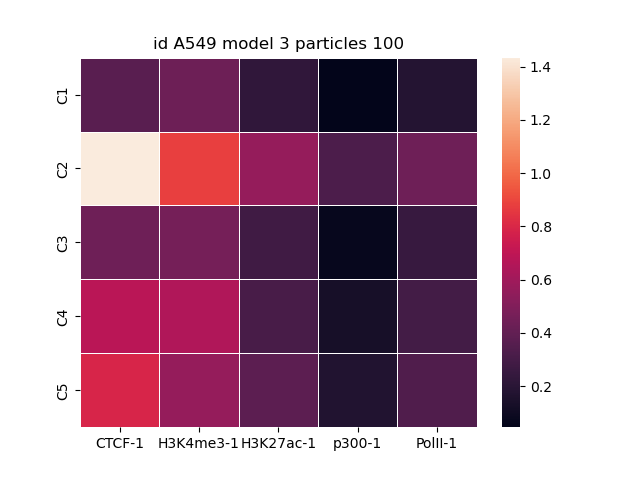 id A549 model 3 particles 100
C1
C2
C3
C4
C5
CTCF-1 H3K4me3-1 H3K27ac-1 p300-1 PolII-1
1.4
1.2
1.0
0.8
0.6
0.4
0.2